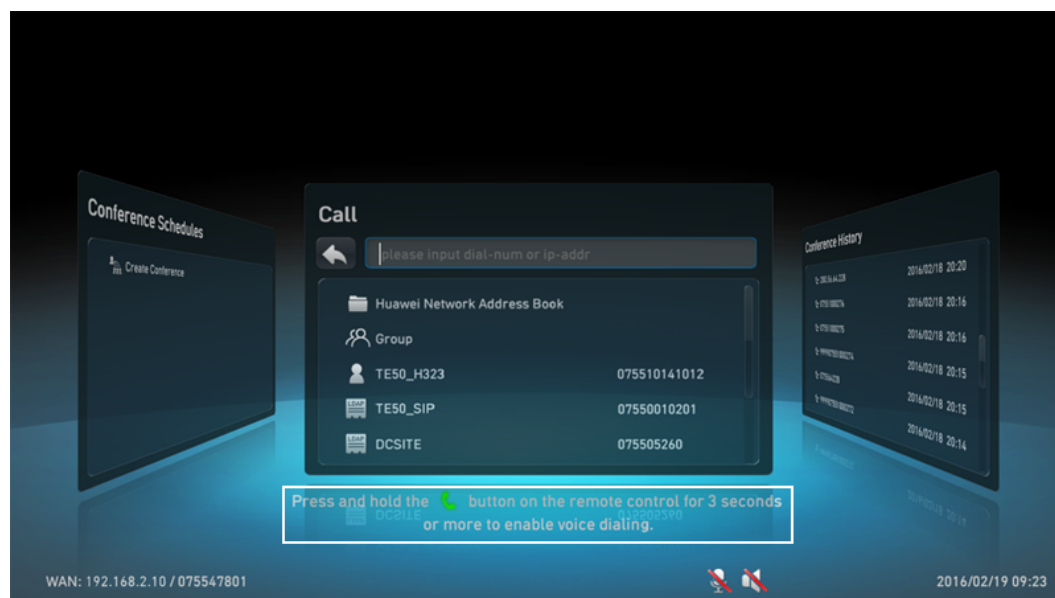 Conference Schedules
Create Conference
Call
please input dial-num or ip-addr
Huawei Network Address Book
Group
TE50_H323 075510141012
LDAP TE50_SIP 07550010201
LDAP DCSITE 075505260
Conference History
2016/02/18 20:20
2016/02/18 20:16
2016/02/18 20:16
2016/02/18 20:15
2016/02/18 20:15
2016/02/18 20:14
Press and hold the button on the remote control for 3 seconds
or more to enable voice dialing.
WAN: 192.168.2.10 / 075547801
2016/02/19 09:23